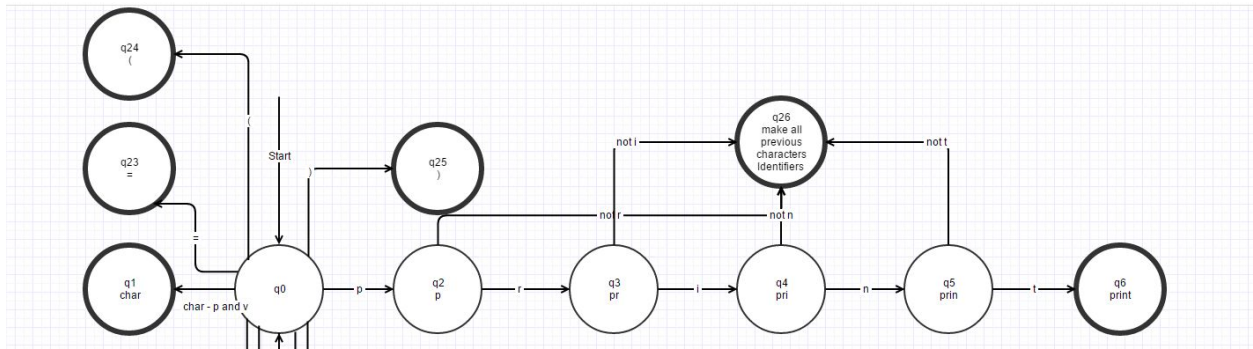 q24
(
(
Start
q23
=
=
q25
)
)
q26
make all
previous
characters
Identifiers
not i
not t
not r
not n
q1
char
char - p and v
q0
p
q2
p
r
q3
pr
i
q4
pri
n
q5
prin
t
q6
print